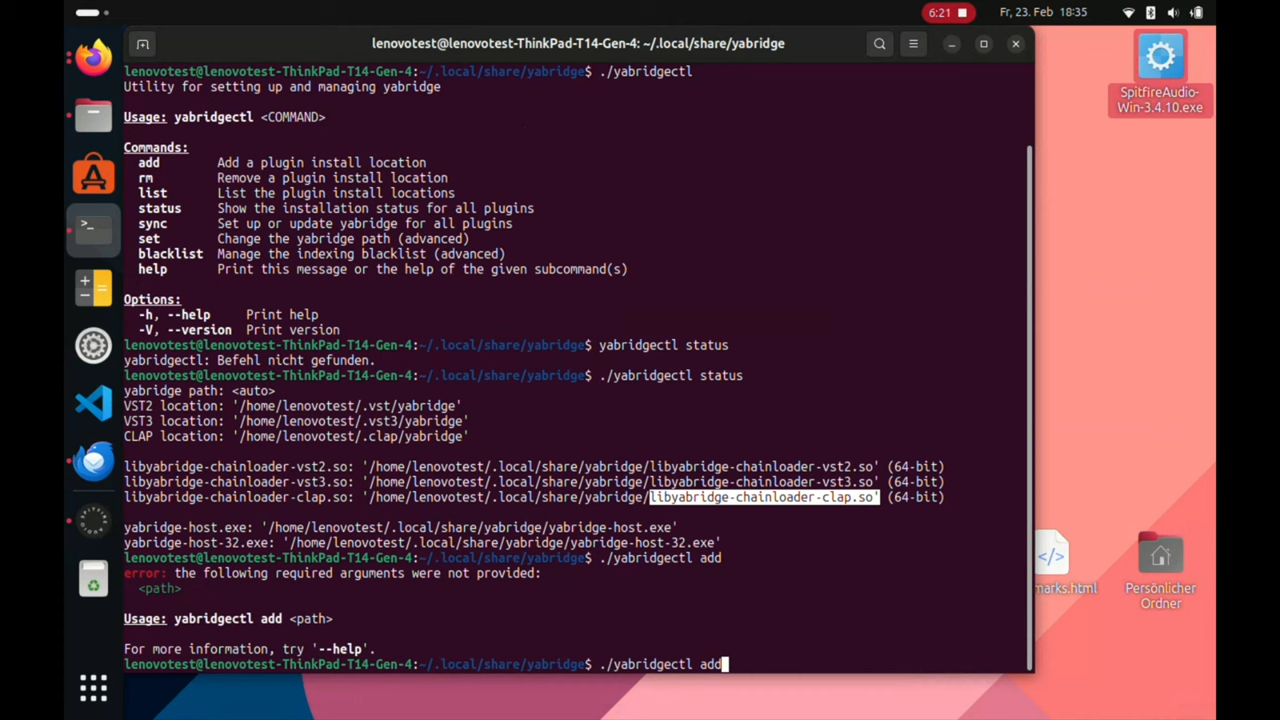 6:21
Fr, 23. Feb 18:35
lenovotest@lenovotest-ThinkPad-T14-Gen-4: ~/.local/share/yabridge
lenovotest@lenovotest-ThinkPad-T14-Gen-4:~/.local/share/yabridge$ ./yabridgectl
Utility for setting up and managing yabridge
Usage: yabridgectl <COMMAND>
Commands:
add Add a plugin install location
rm Remove a plugin install location
list List the plugin install locations
status Show the installation status for all plugins
sync Set up or update yabridge for all plugins
set Change the yabridge path (advanced)
blacklist Manage the indexing blacklist (advanced)
help Print this message or the help of the given subcommand(s)
Options:
-h, --help Print help
-V, --version Print version
lenovotest@lenovotest-ThinkPad-T14-Gen-4:~/.local/share/yabridge$ yabridgectl status
yabridgectl: Befehl nicht gefunden.
lenovotest@lenovotest-ThinkPad-T14-Gen-4:~/.local/share/yabridge$ ./yabridgectl status
yabridge path: <auto>
VST2 location: '/home/lenovotest/.vst/yabridge'
VST3 location: '/home/lenovotest/.vst3/yabridge'
CLAP location: '/home/lenovotest/.clap/yabridge'
libyabridge-chainloader-vst2.so: '/home/lenovotest/.local/share/yabridge/libyabridge-chainloader-vst2.so' (64-bit)
libyabridge-chainloader-vst3.so: '/home/lenovotest/.local/share/yabridge/libyabridge-chainloader-vst3.so' (64-bit)
libyabridge-chainloader-clap.so: '/home/lenovotest/.local/share/yabridge/libyabridge-chainloader-clap.so' (64-bit)
yabridge-host.exe: '/home/lenovotest/.local/share/yabridge/yabridge-host.exe'
yabridge-host-32.exe: '/home/lenovotest/.local/share/yabridge/yabridge-host-32.exe'
lenovotest@lenovotest-ThinkPad-T14-Gen-4:~/.local/share/yabridge$ ./yabridgectl add
error: the following required arguments were not provided:
<path>
Usage: yabridgectl add <path>
For more information, try '--help'.
lenovotest@lenovotest-ThinkPad-T14-Gen-4:~/.local/share/yabridge$ ./yabridgectl add
SpitfireAudio-
Win-3.4.10.exe
marks.html
Persönlicher
Ordner